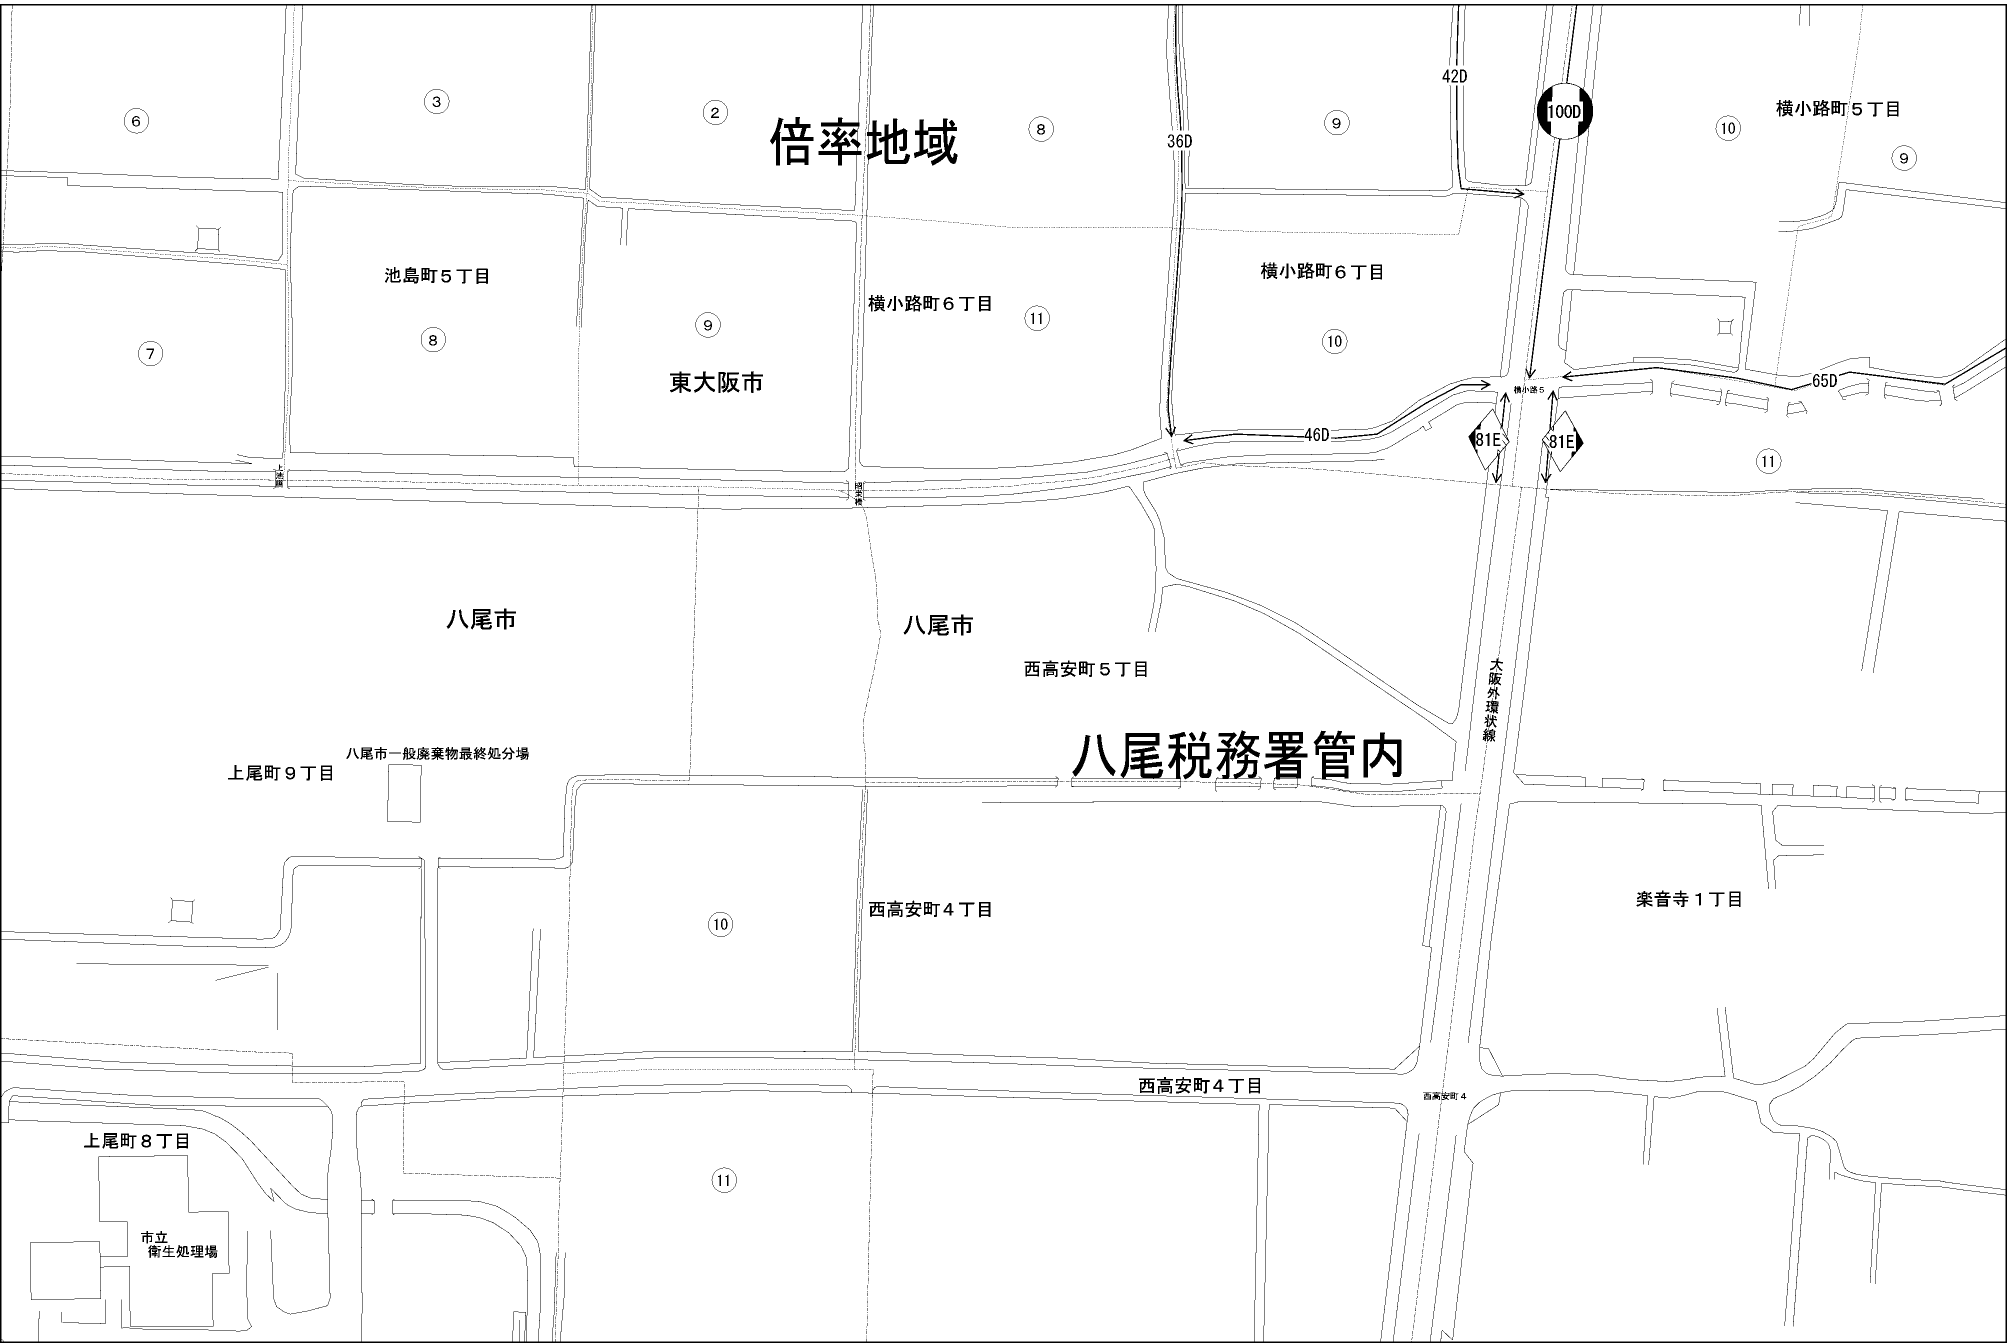 42D
100D
3
横小路町５丁目
2
6
9
8
10
倍率地域
36D
9
横小路町６丁目
池島町５丁目
横小路町６丁目
11
9
8
10
7
東大阪市
65D
横小路５
46D
81E
81E
11
上池島
八尾市
八尾市
西高安町５丁目
大阪外環状線
八尾税務署管内
八尾市一般廃棄物最終処分場
上尾町９丁目
楽音寺１丁目
西高安町４丁目
10
西高安町４丁目
西高安町４
上尾町８丁目
11
市立
衛生処理場